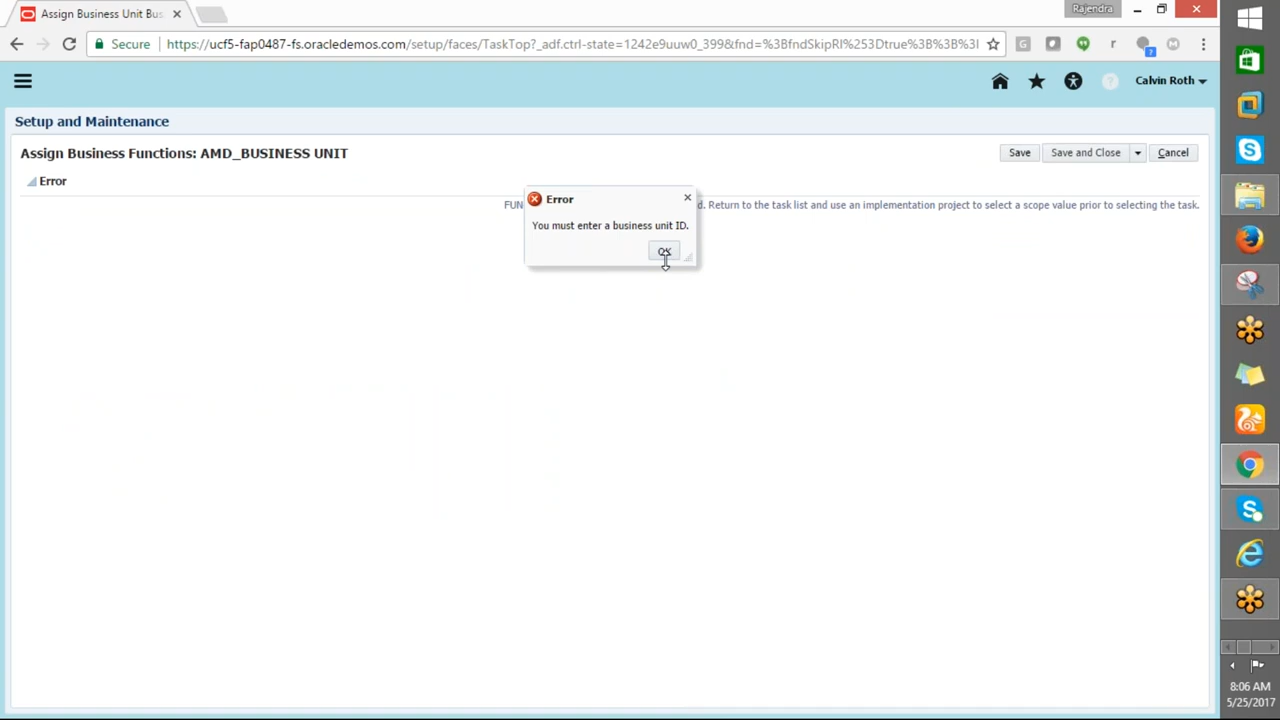 Assign Business Unit Bus
Rajendra
Secure
https://ucf5-fap0487-fs.oracledemos.com/setup/faces/TaskTop?_adf.ctrl-state=1242e9uuw0_399&fnd=%3BfndSkipRI%253Dtrue%3B%3B%3
Calvin Roth
Setup and Maintenance
Assign Business Functions: AMD_BUSINESS UNIT
Save
Save and Close
Cancel
Error
FUN
d. Return to the task list and use an implementation project to select a scope value prior to selecting the task.
Error
You must enter a business unit ID.
OK
8:06 AM
5/25/2017